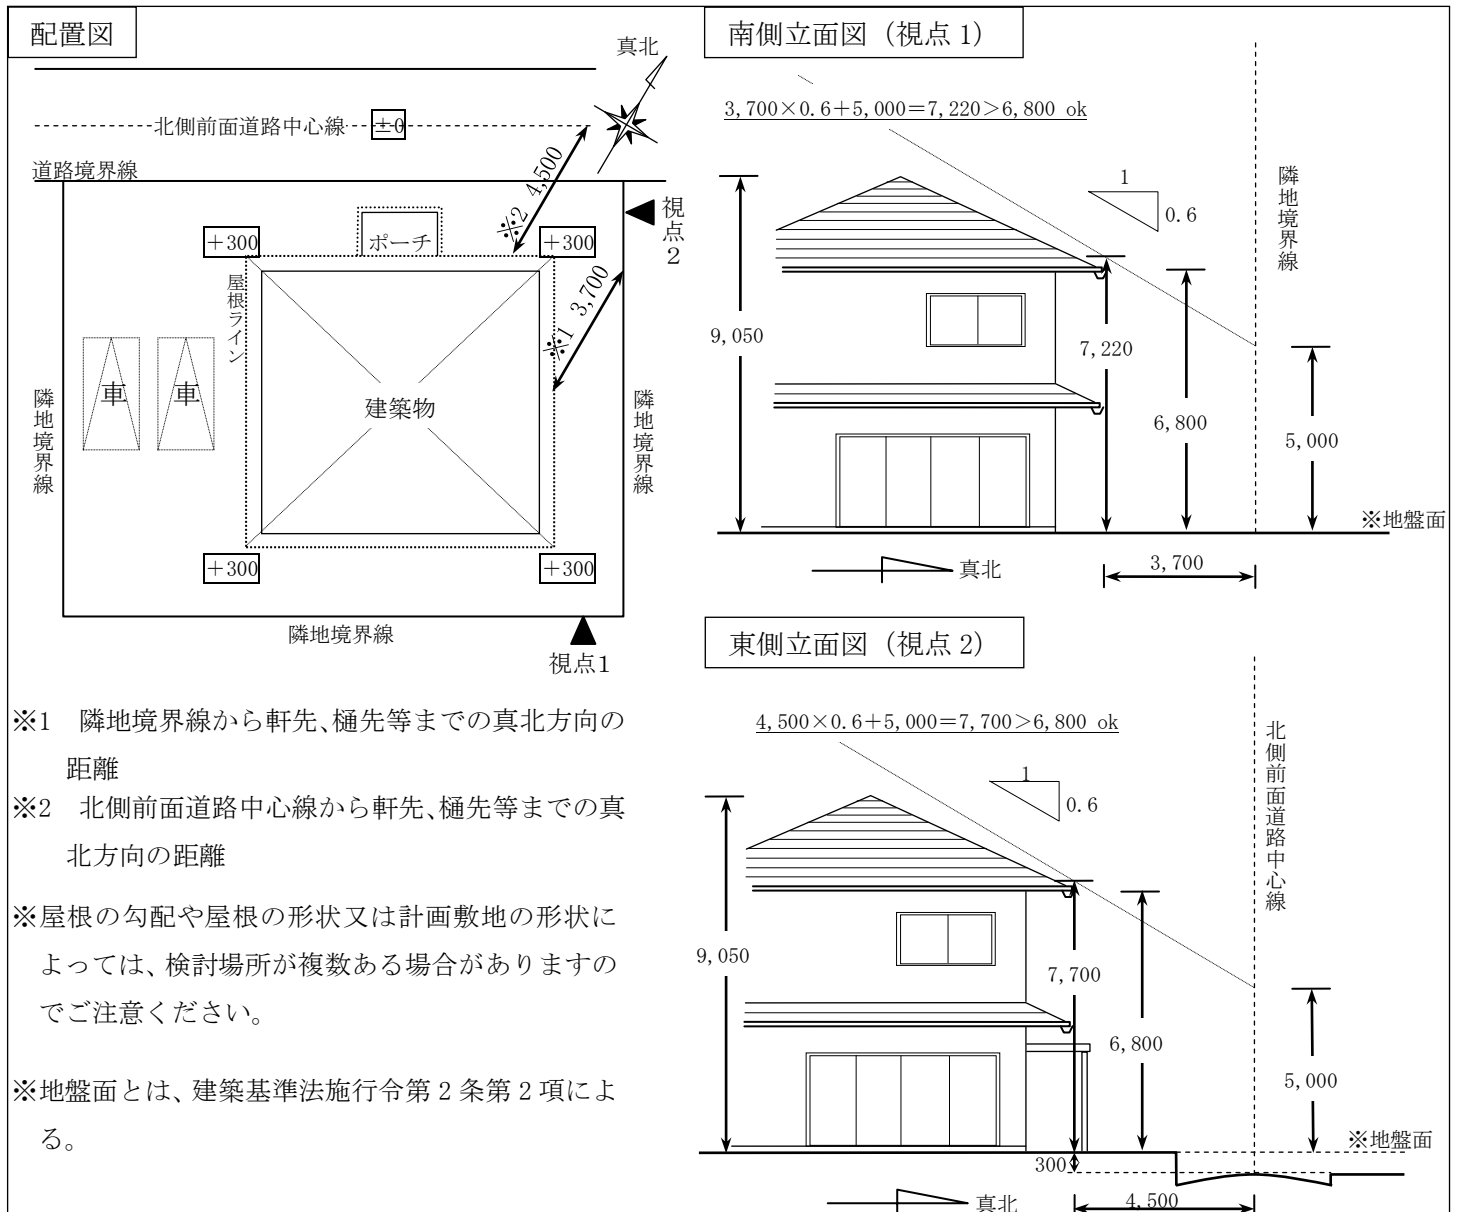 配置図
真北
北側前面道路中心線
±0
道路境界線
※2 4,500
視点2
+300
ポーチ
+300
屋根ライン
※1 3,700
車
車
隣地境界線
建築物
隣地境界線
+300
+300
隣地境界線
視点1
※1 隣地境界線から軒先、樋先等までの真北方向の
距離
※2 北側前面道路中心線から軒先、樋先等までの真
北方向の距離
※屋根の勾配や屋根の形状又は計画敷地の形状に
よっては、検討場所が複数ある場合がありますの
でご注意ください。
※地盤面とは、建築基準法施行令第2条第2項によ
る。
南側立面図(視点1)
3,700×0.6+5,000=7,220>6,800 ok
1
0.6
隣地境界線
9,050
7,220
6,800
5,000
※地盤面
真北
3,700
東側立面図(視点2)
4,500×0.6+5,000=7,700>6,800 ok
1
0.6
北側前面道路中心線
9,050
7,700
6,800
5,000
※地盤面
300
真北
4,500